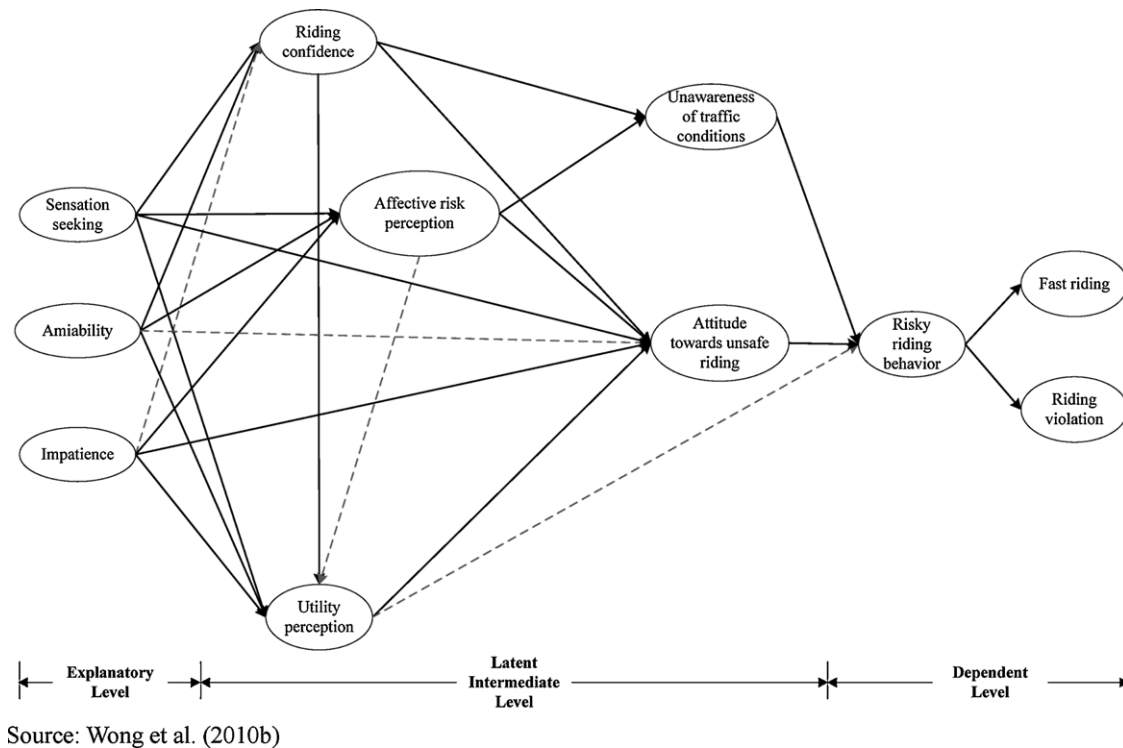 Riding
confidence
Unawareness
of traffic
conditions
Sensation
seeking
Affective risk
perception
Fast riding
Amiability
Attitude
towards unsafe
riding
Risky
riding
behavior
Riding
violation
Impatience
Utility
perception
Explanatory
Level
Latent
Intermediate
Level
Dependent
Level
Source: Wong et al. (2010b)